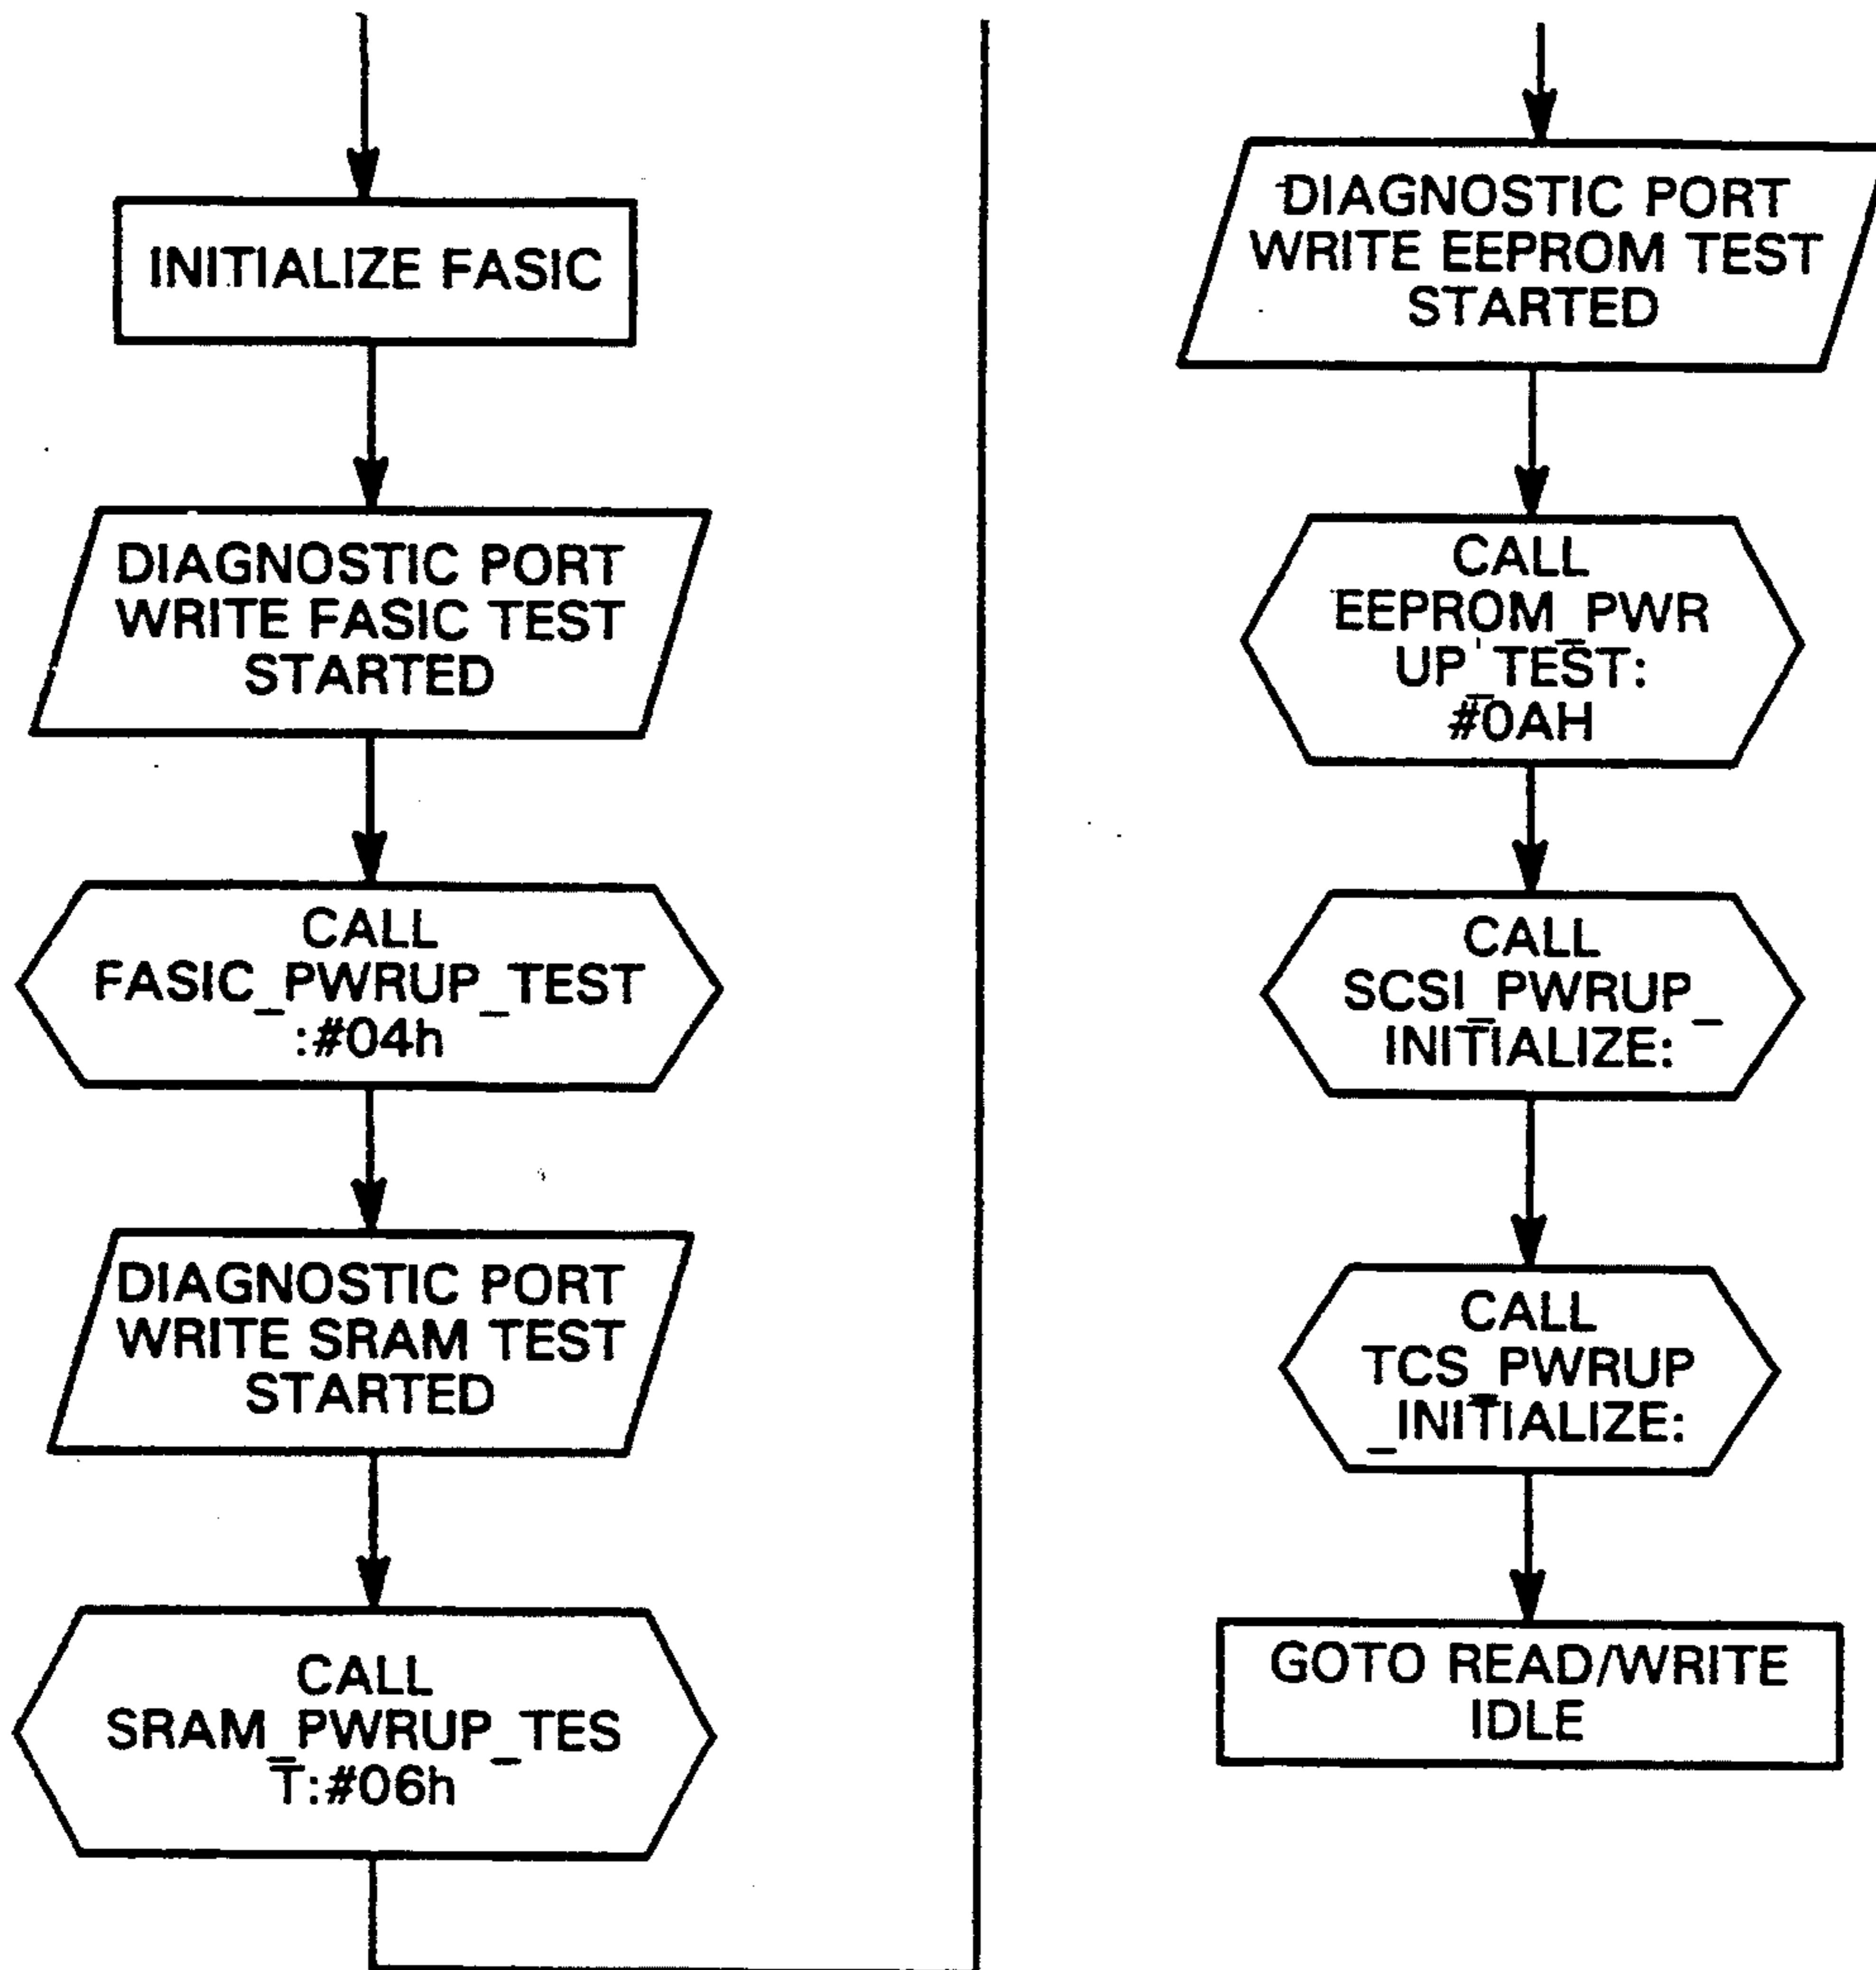 INITIALIZE FASIC
DIAGNOSTIC PORT
WRITE FASIC TEST
STARTED
CALL
FASIC_PWRUP_TEST
:#04h
DIAGNOSTIC PORT
WRITE SRAM TEST
STARTED
CALL
SRAM_PWRUP_TES
T:#06h
DIAGNOSTIC PORT
WRITE EEPROM TEST
STARTED
CALL
EEPROM_PWR
UP_TEST:
#0AH
CALL
SCSI_PWRUP_
INITIALIZE:
CALL
TCS_PWRUP
_INITIALIZE:
GOTO READ/WRITE
IDLE